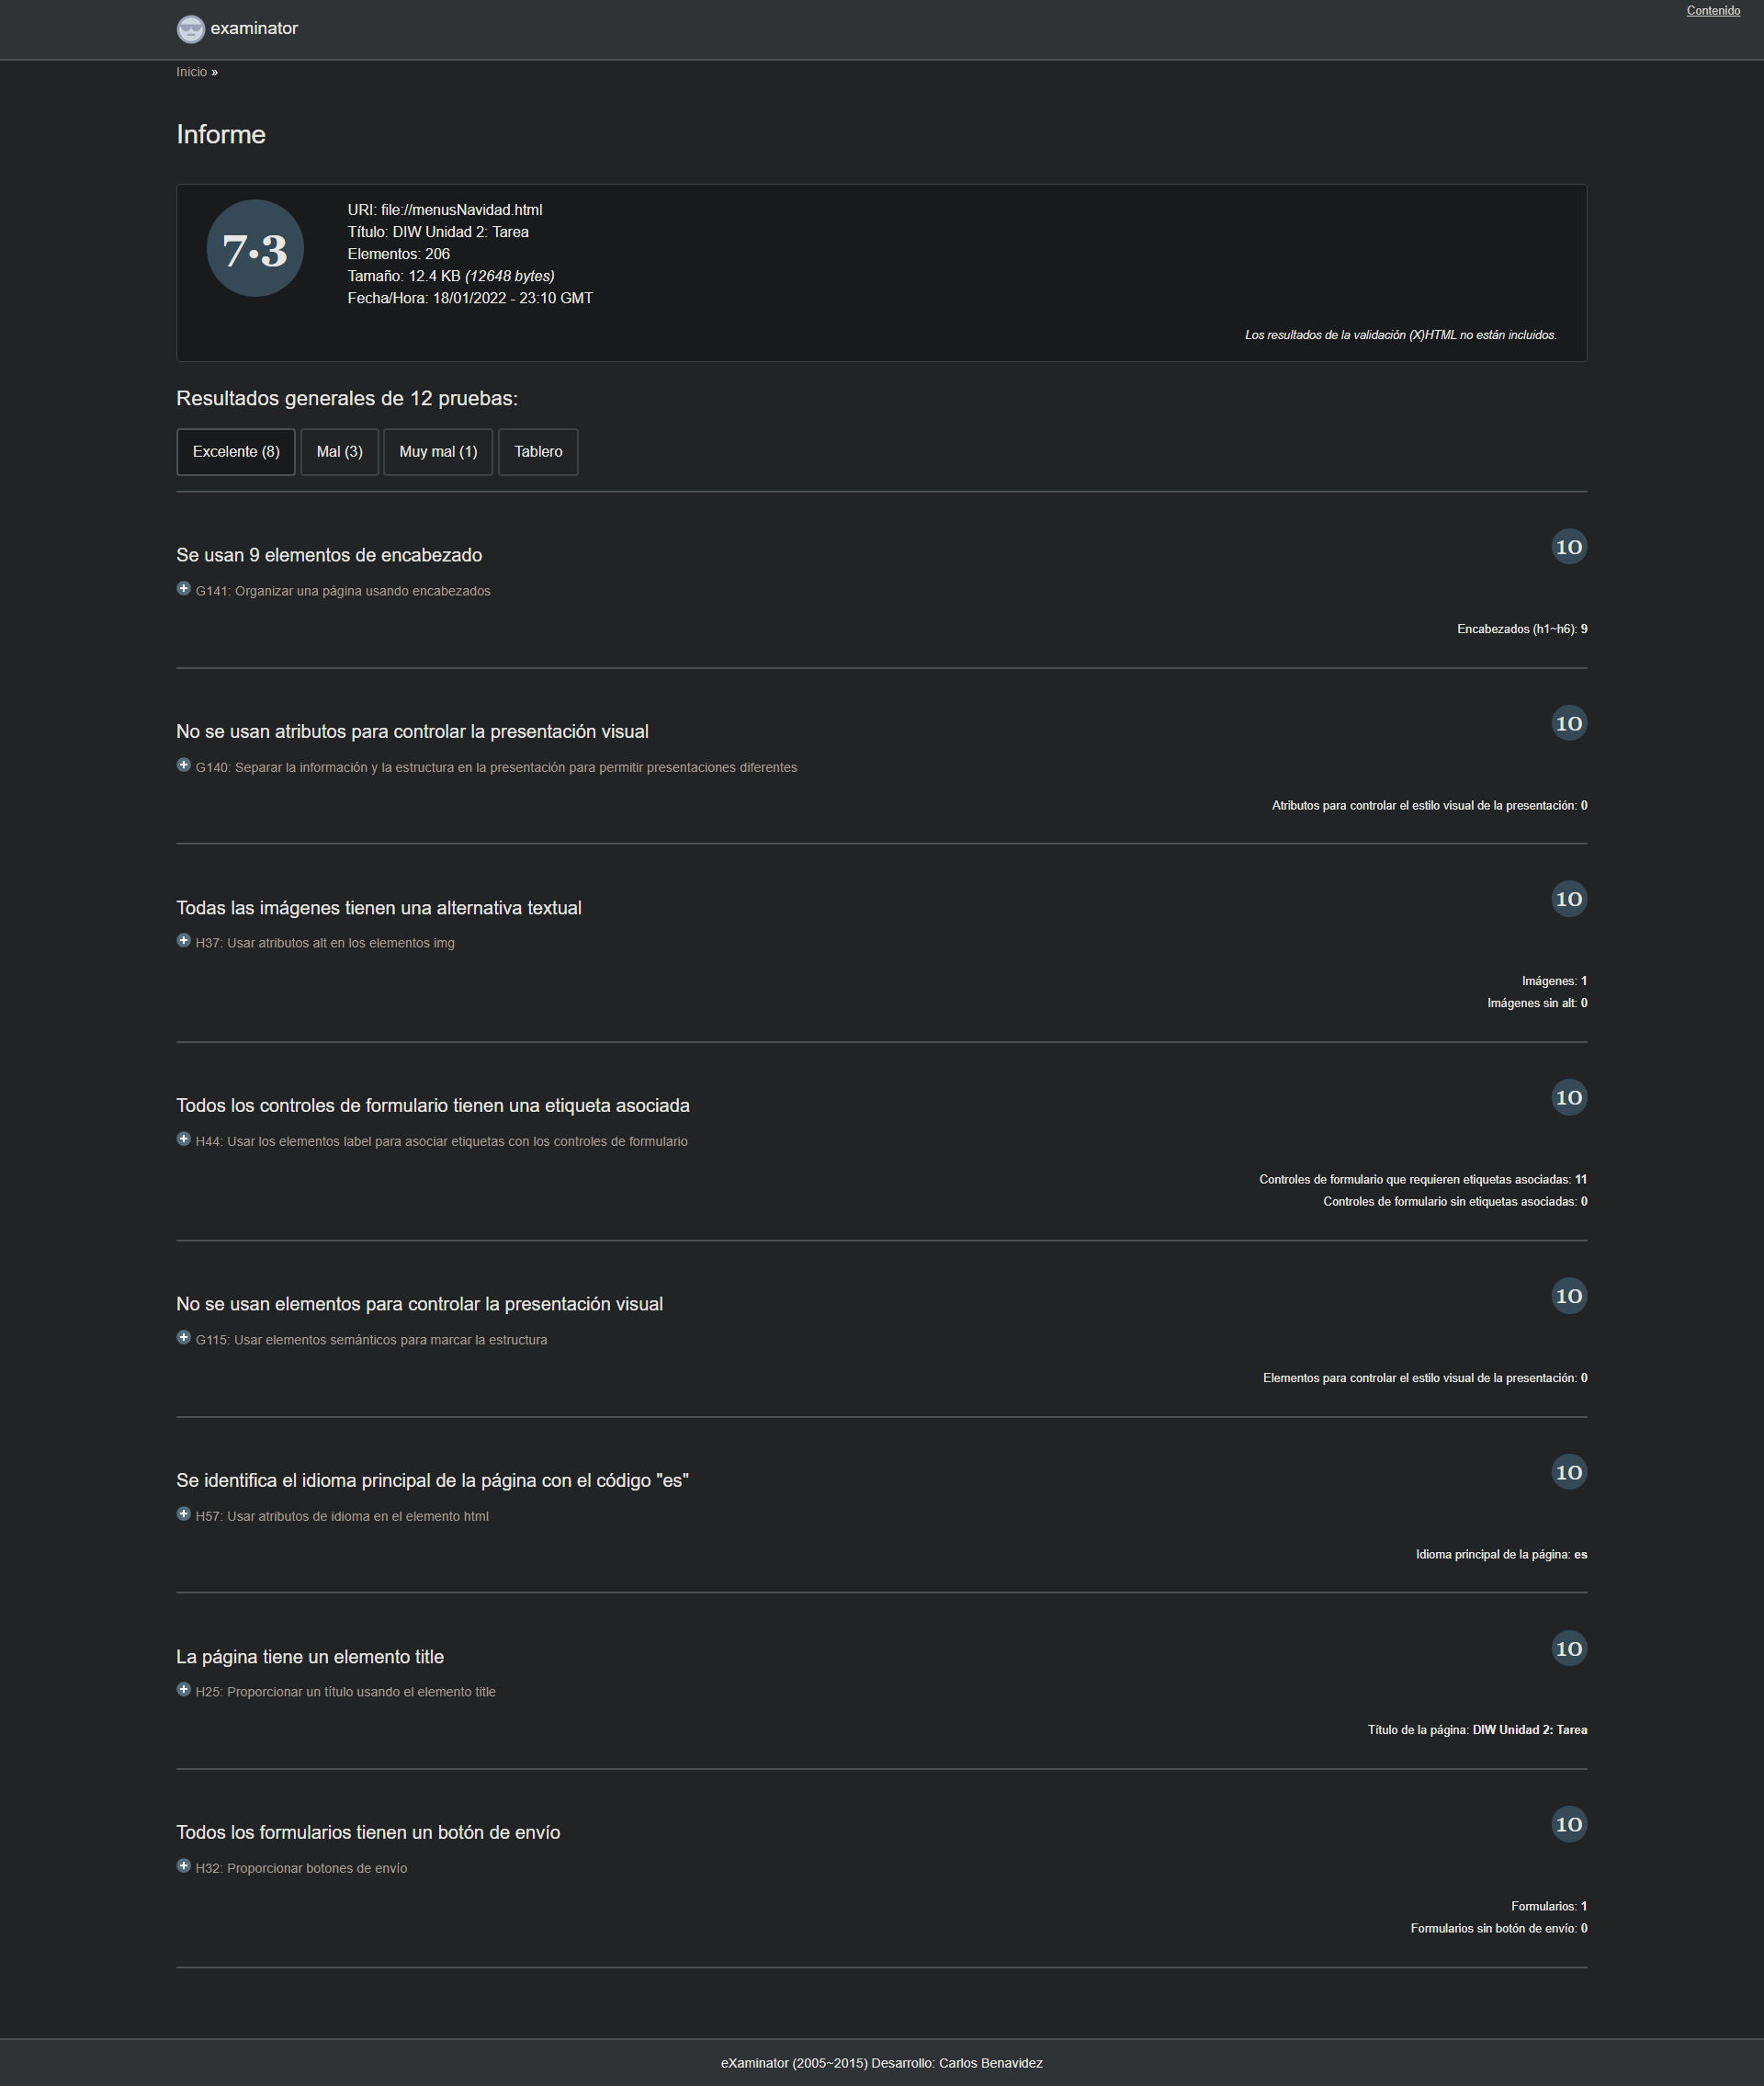 Contenido
examinator
Inicio »
Informe
7.3
URI: file://menusNavidad.html
Título: DIW Unidad 2: Tarea
Elementos: 206
Tamaño: 12.4 KB (12648 bytes)
Fecha/Hora: 18/01/2022 - 23:10 GMT
Los resultados de la validación (X)HTML no están incluidos.
Resultados generales de 12 pruebas:
Excelente (8) Mal (3) Muy mal (1) Tablero
10
Se usan 9 elementos de encabezado
G141: Organizar una página usando encabezados
Encabezados (h1~h6): 9
10
No se usan atributos para controlar la presentación visual
G140: Separar la información y la estructura en la presentación para permitir presentaciones diferentes
Atributos para controlar el estilo visual de la presentación: 0
10
Todas las imágenes tienen una alternativa textual
H37: Usar atributos alt en los elementos img
Imágenes: 1
Imágenes sin alt: 0
10
Todos los controles de formulario tienen una etiqueta asociada
H44: Usar los elementos label para asociar etiquetas con los controles de formulario
Controles de formulario que requieren etiquetas asociadas: 11
Controles de formulario sin etiquetas asociadas: 0
10
No se usan elementos para controlar la presentación visual
G115: Usar elementos semánticos para marcar la estructura
Elementos para controlar el estilo visual de la presentación: 0
10
Se identifica el idioma principal de la página con el código "es"
H57: Usar atributos de idioma en el elemento html
Idioma principal de la página: es
10
La página tiene un elemento title
H25: Proporcionar un título usando el elemento title
Título de la página: DIW Unidad 2: Tarea
10
Todos los formularios tienen un botón de envío
H32: Proporcionar botones de envío
Formularios: 1
Formularios sin botón de envío: 0
eXaminator (2005~2015) Desarrollo: Carlos Benavidez